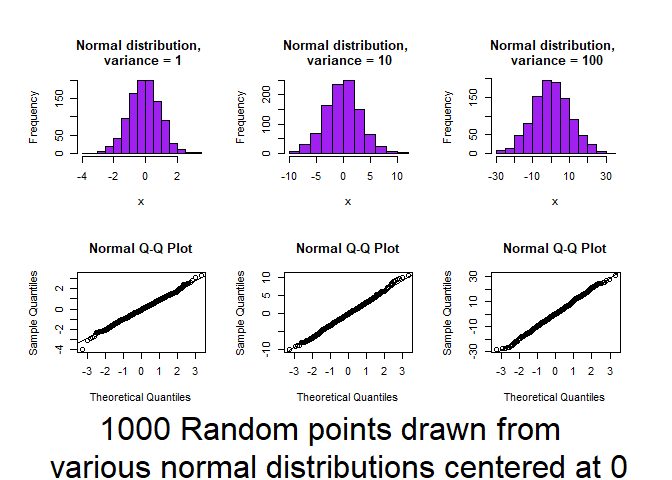 Normal distribution,
variance = 1
Frequency
0
50
150
-4
-2
0
2
x
Normal distribution,
variance = 10
Frequency
0
100
200
-10
-5
0
5
10
x
Normal distribution,
variance = 100
Frequency
0
50
150
-30
-10
10
30
x
Normal Q-Q Plot
Sample Quantiles
-4
-2
0
2
-3
-2
-1
0
1
2
3
Theoretical Quantiles
Normal Q-Q Plot
Sample Quantiles
-10
0
5
10
-3
-2
-1
0
1
2
3
Theoretical Quantiles
Normal Q-Q Plot
Sample Quantiles
-30
-10
10
30
-3
-2
-1
0
1
2
3
Theoretical Quantiles
1000 Random points drawn from
various normal distributions centered at 0